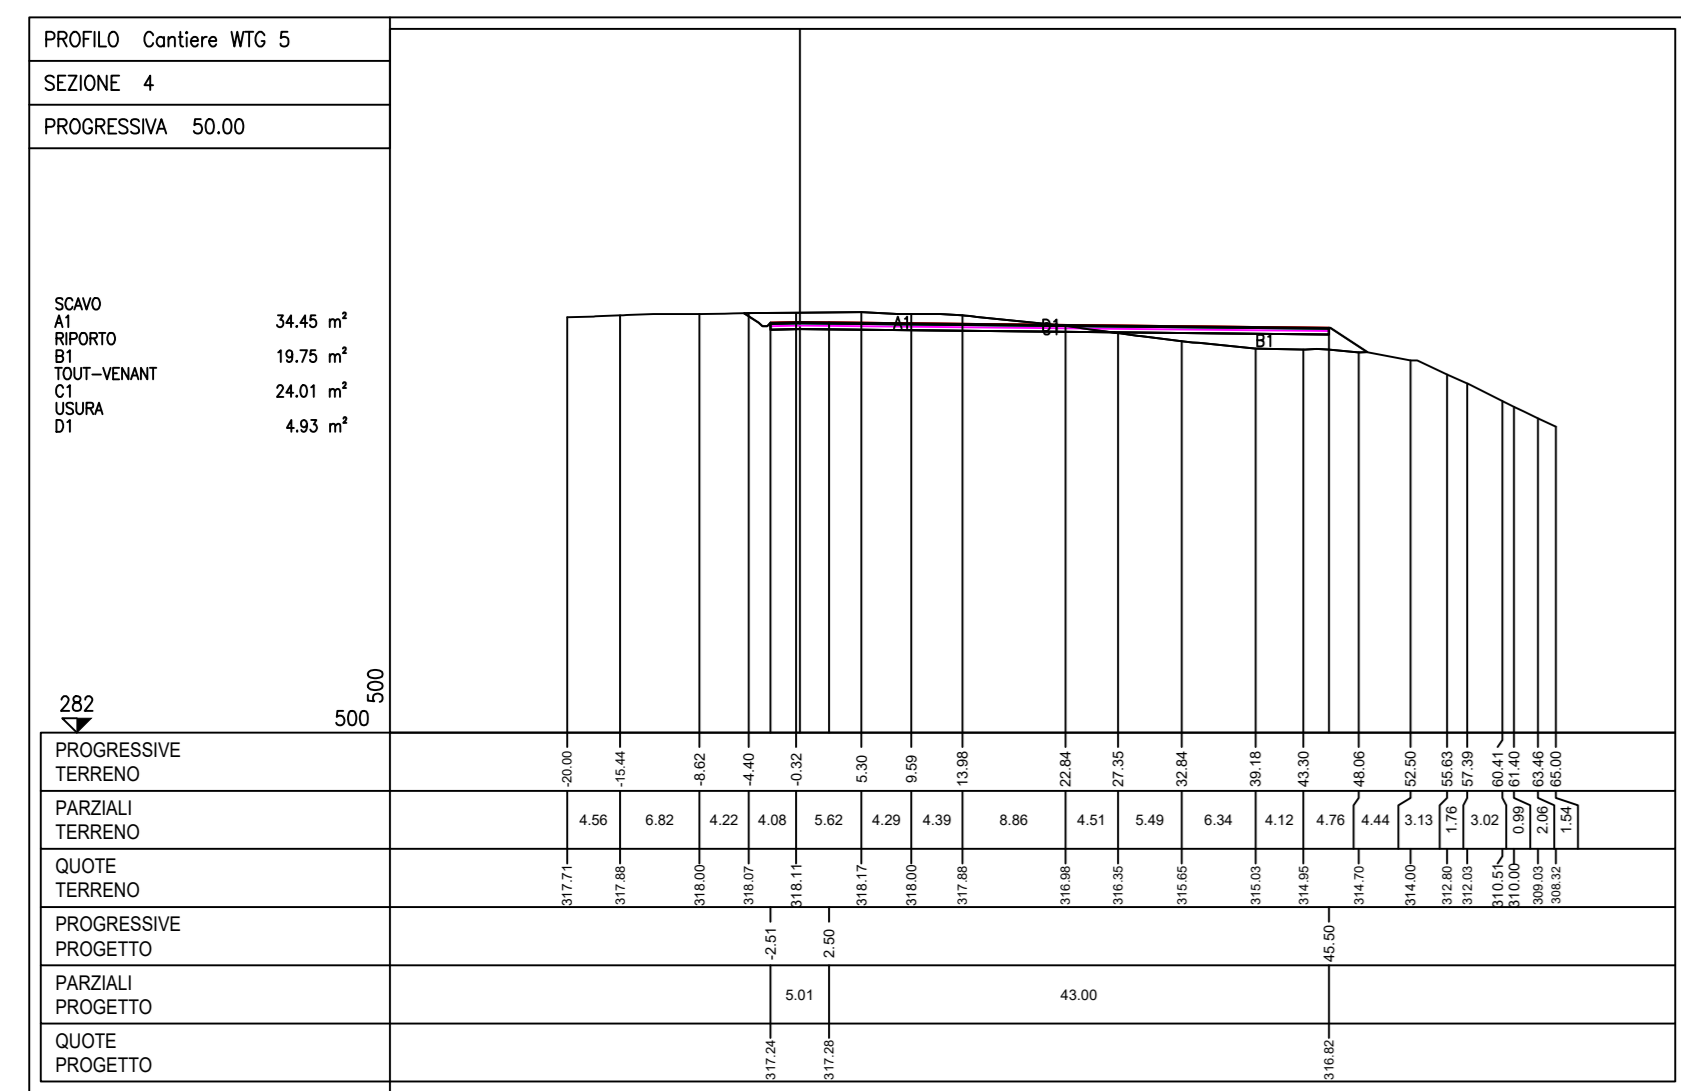 PROFILO Cantiere WTG 5
SEZIONE 4
PROGRESSIVA 50.00
SCAVO
A1 34.45 m²
RIPORTO
B1 19.75 m²
TOUT-VENANT
C1 24.01 m²
USURA
D1 4.93 m²
A1
D1
B1
282
500
500
PROGRESSIVE
TERRENO
-20.00 -15.44 -8.62 -4.40 -0.32 5.30 9.59 13.98 22.84 27.35 32.84 39.18 43.30 48.06 52.50 55.63 57.39 60.41 61.40 63.46 65.00
PARZIALI
TERRENO
4.56 6.82 4.22 4.08 5.62 4.29 4.39 8.86 4.51 5.49 6.34 4.12 4.76 4.44 3.13 1.76 3.02 0.99 2.06 1.54
QUOTE
TERRENO
317.71 317.88 318.00 318.07 318.11 318.17 318.00 317.88 316.98 316.35 315.65 315.03 314.95 314.70 314.00 312.80 312.03 310.51 310.00 309.03 308.32
PROGRESSIVE
PROGETTO
-2.51 2.50 45.50
PARZIALI
PROGETTO
5.01 43.00
QUOTE
PROGETTO
317.24 317.28 316.82